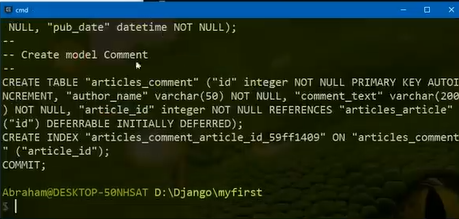 cmd
 NULL, "pub_date" datetime NOT NULL);
--
-- Create model Comment
--
CREATE TABLE "articles_comment" ("id" integer NOT NULL PRIMARY KEY AUTOI
NCREMENT, "author_name" varchar(50) NOT NULL, "comment_text" varchar(200
) NOT NULL, "article_id" integer NOT NULL REFERENCES "articles_article"
("id") DEFERRABLE INITIALLY DEFERRED);
CREATE INDEX "articles_comment_article_id_59ff1409" ON "articles_comment
" ("article_id");
COMMIT;
Abraham@DESKTOP-50NHSAT D:\Django\myfirst
$